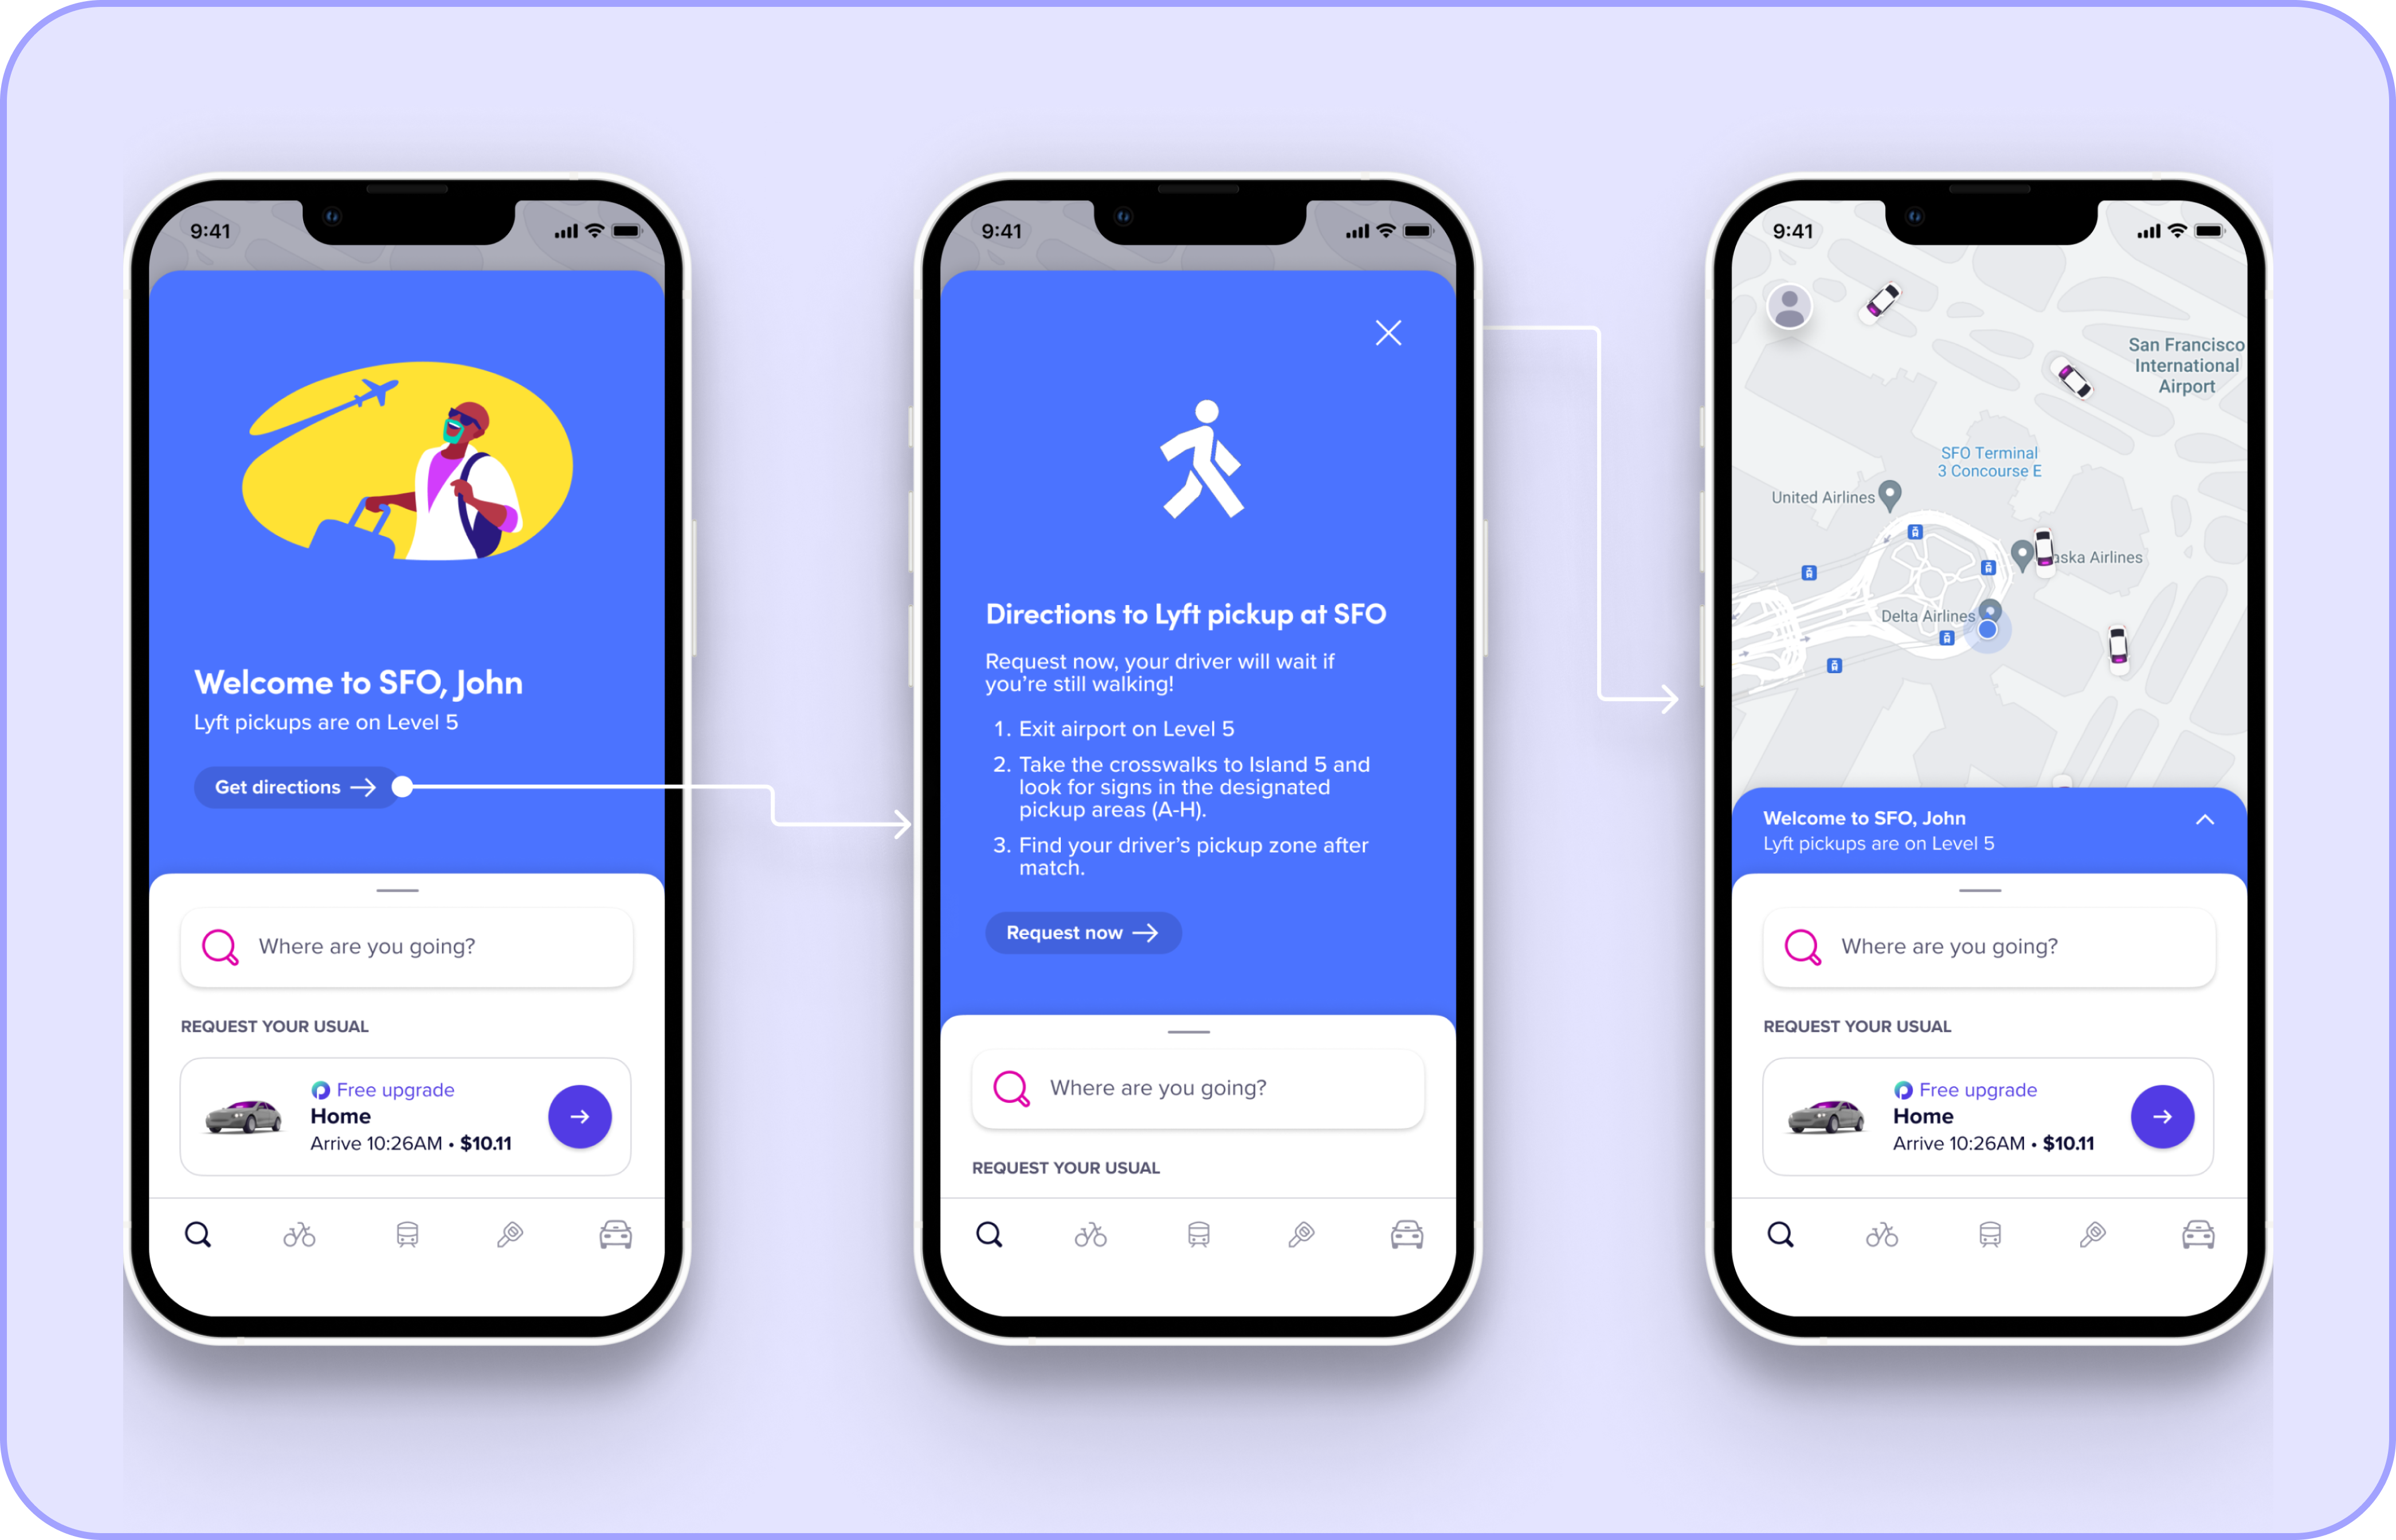 9:41
Welcome to SFO, John
Lyft pickups are on Level 5
Get directions
Where are you going?
REQUEST YOUR USUAL
Free upgrade
Home
Arrive 10:26AM • $10.11
9:41
Directions to Lyft pickup at SFO
Request now, your driver will wait if
you’re still walking!
1. Exit airport on Level 5
2. Take the crosswalks to Island 5 and
look for signs in the designated
pickup areas (A-H).
3. Find your driver’s pickup zone after
match.
Request now
Where are you going?
REQUEST YOUR USUAL
9:41
San Francisco
International
Airport
SFO Terminal
3 Concourse E
United Airlines
aska Airlines
Delta Airlines
Welcome to SFO, John
Lyft pickups are on Level 5
Where are you going?
REQUEST YOUR USUAL
Free upgrade
Home
Arrive 10:26AM • $10.11